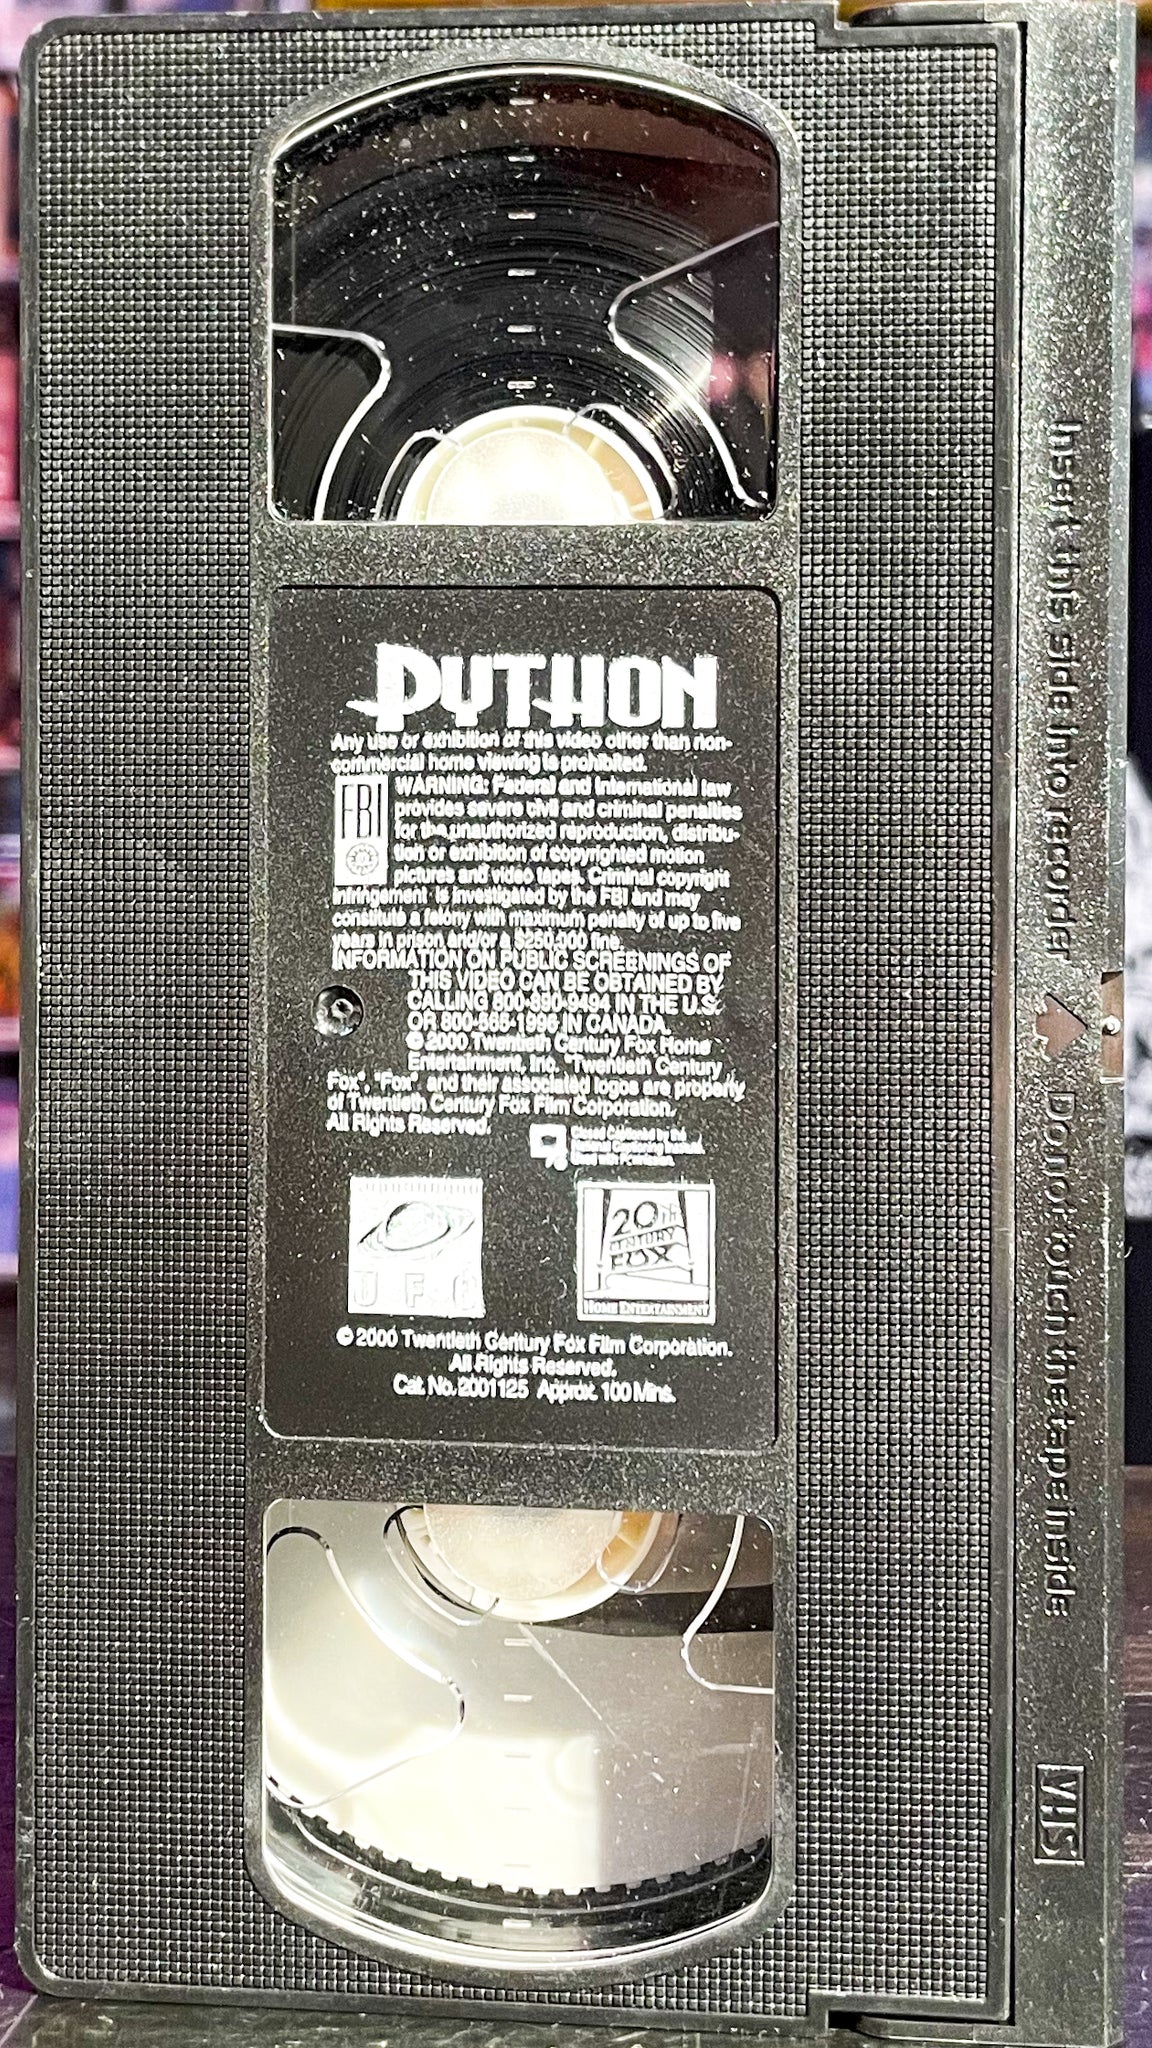 PYTHON
Any use or exhibition of this video other than non-
commercial home viewing is prohibited.
FBI
WARNING: Federal and international law
provides severe civil and criminal penalties
for the unauthorized reproduction, distribu-
tion or exhibition of copyrighted motion
pictures and video tapes. Criminal copyright
infringement is investigated by the FBI and may
constitute a felony with maximum penalty of up to five
years in prison and/or a $250,000 fine.
INFORMATION ON PUBLIC SCREENINGS OF
THIS VIDEO CAN BE OBTAINED BY
CALLING 800-890-9494 IN THE U.S.
OR 800-566-1996 IN CANADA.
© 2000 Twentieth Century Fox Home
Entertainment, Inc. "Twentieth Century
Fox", "Fox", and their associated logos are property
of Twentieth Century Fox Film Corporation.
All Rights Reserved.
Closed Captioned by
UFO
20th
CENTURY
FOX
HOME ENTERTAINMENT
© 2000 Twentieth Century Fox Film Corporation.
All Rights Reserved.
Cat. No. 2001125 Approx. 100 Mins.
Insert this side into recorder
Do not touch the tape inside
VHS